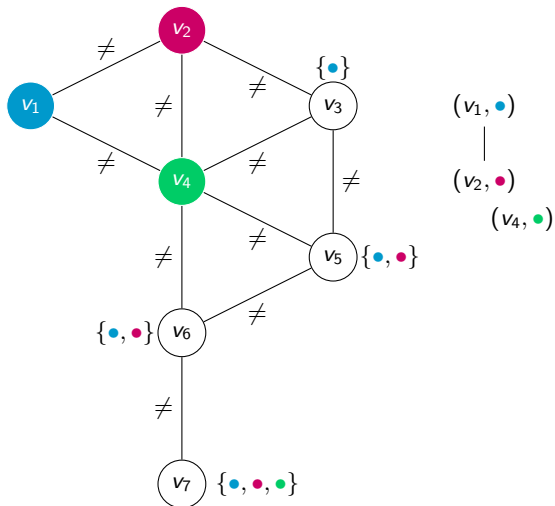 v₂
≠
{•}
v₁
≠
≠
v₃
(v₁, •)
≠
≠
≠
(v₂, •)
v₄
(v₄, •)
≠
≠
v₅
{•, •}
{•, •}
v₆
≠
≠
v₇
{•, •, •}